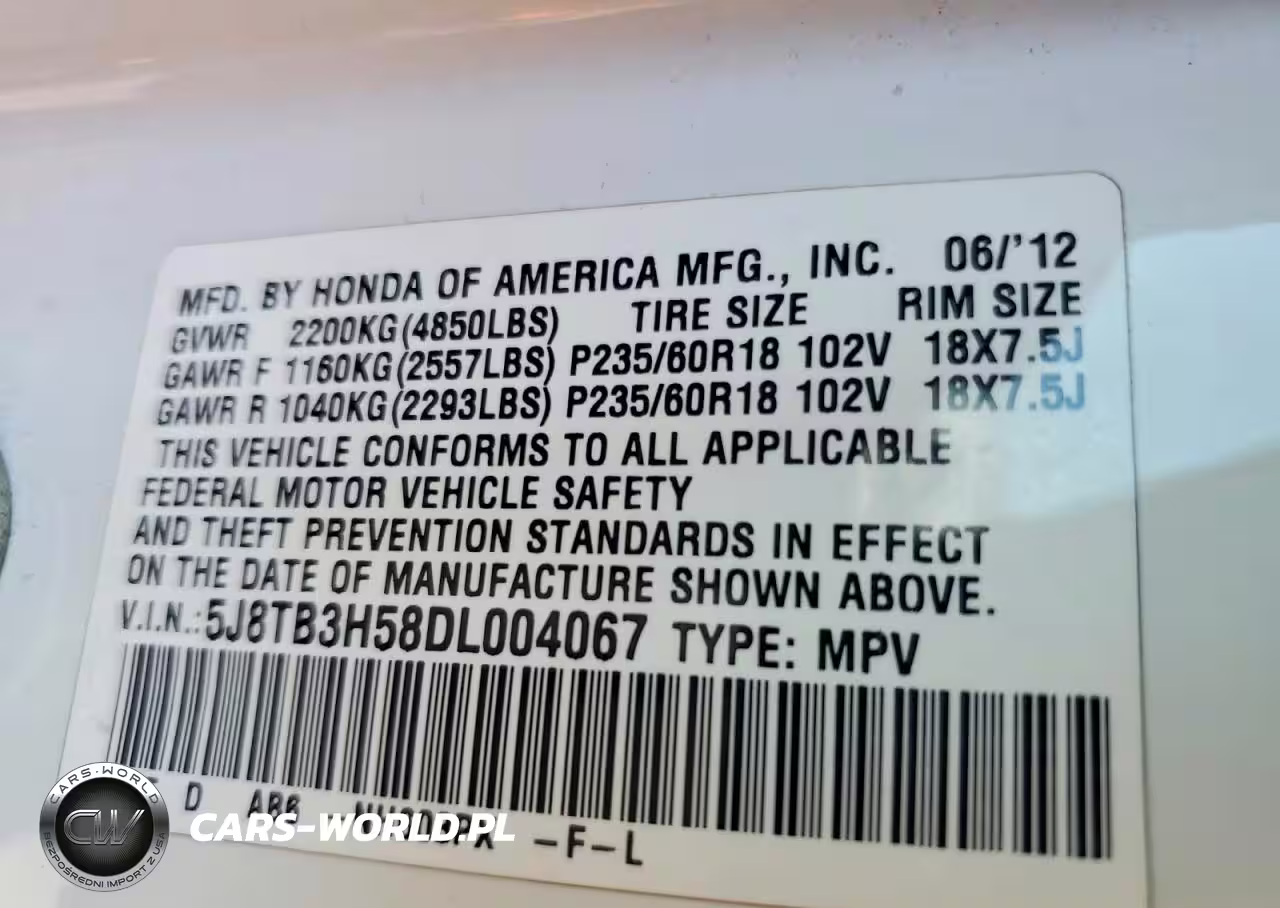 MFD. BY HONDA OF AMERICA MFG., INC. 06/'12
GVWR 2200KG(4850LBS) TIRE SIZE RIM SIZE
GAWR F 1160KG(2557LBS) P235/60R18 102V 18X7.5J
GAWR R 1040KG(2293LBS) P235/60R18 102V 18X7.5J
THIS VEHICLE CONFORMS TO ALL APPLICABLE
FEDERAL MOTOR VEHICLE SAFETY
AND THEFT PREVENTION STANDARDS IN EFFECT
ON THE DATE OF MANUFACTURE SHOWN ABOVE.
V.I.N.:5J8TB3H58DL004067 TYPE: MPV
D -F-L
CARS-WORLD
CW
BEZPOŚREDNI IMPORT Z USA
CARS-WORLD.PL